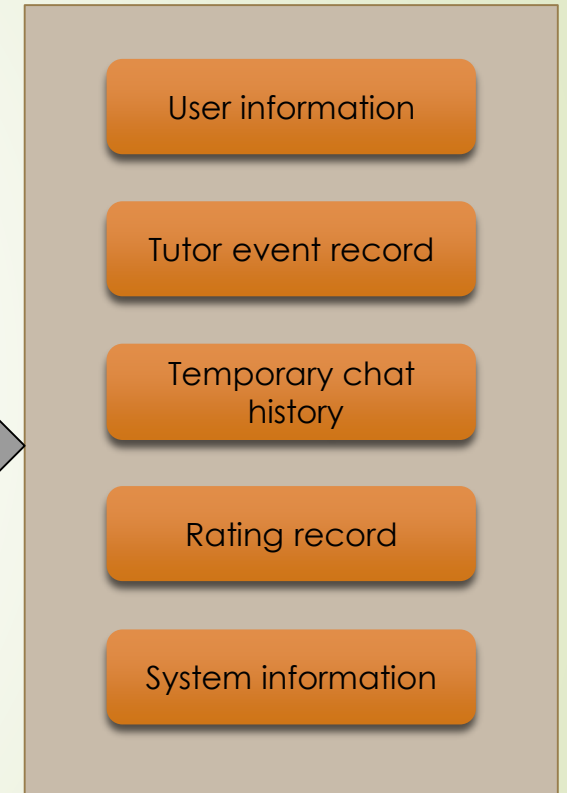 User information
Tutor event record
Temporary chat
history
Rating record
System information